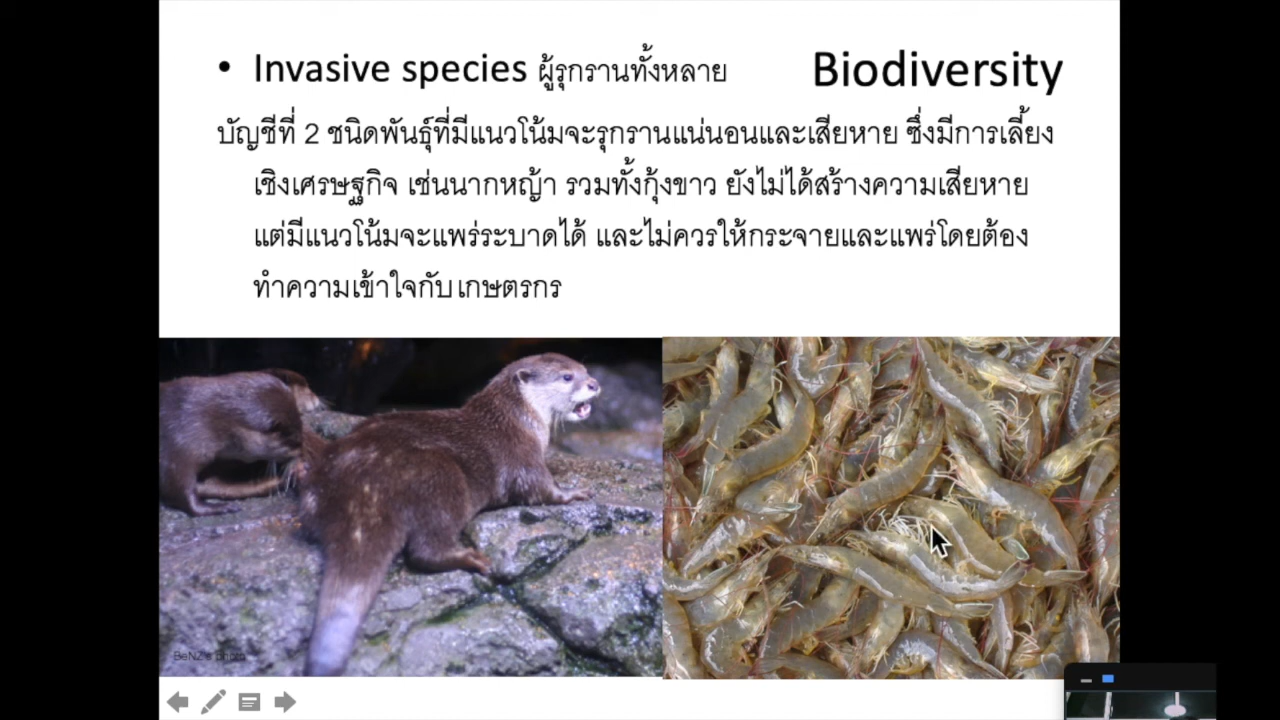 • Invasive species ผู้รุกรานทั้งหลาย
Biodiversity
บัญชีที่ 2 ชนิดพันธุ์ที่มีแนวโน้มจะรุกรานแน่นอนและเสียหาย ซึ่งมีการเลี้ยง
เชิงเศรษฐกิจ เช่นนากหญ้า รวมทั้งกุ้งขาว ยังไม่ได้สร้างความเสียหาย
แต่มีแนวโน้มจะแพร่ระบาดได้ และไม่ควรให้กระจายและแพร่โดยต้อง
ทำความเข้าใจกับเกษตรกร